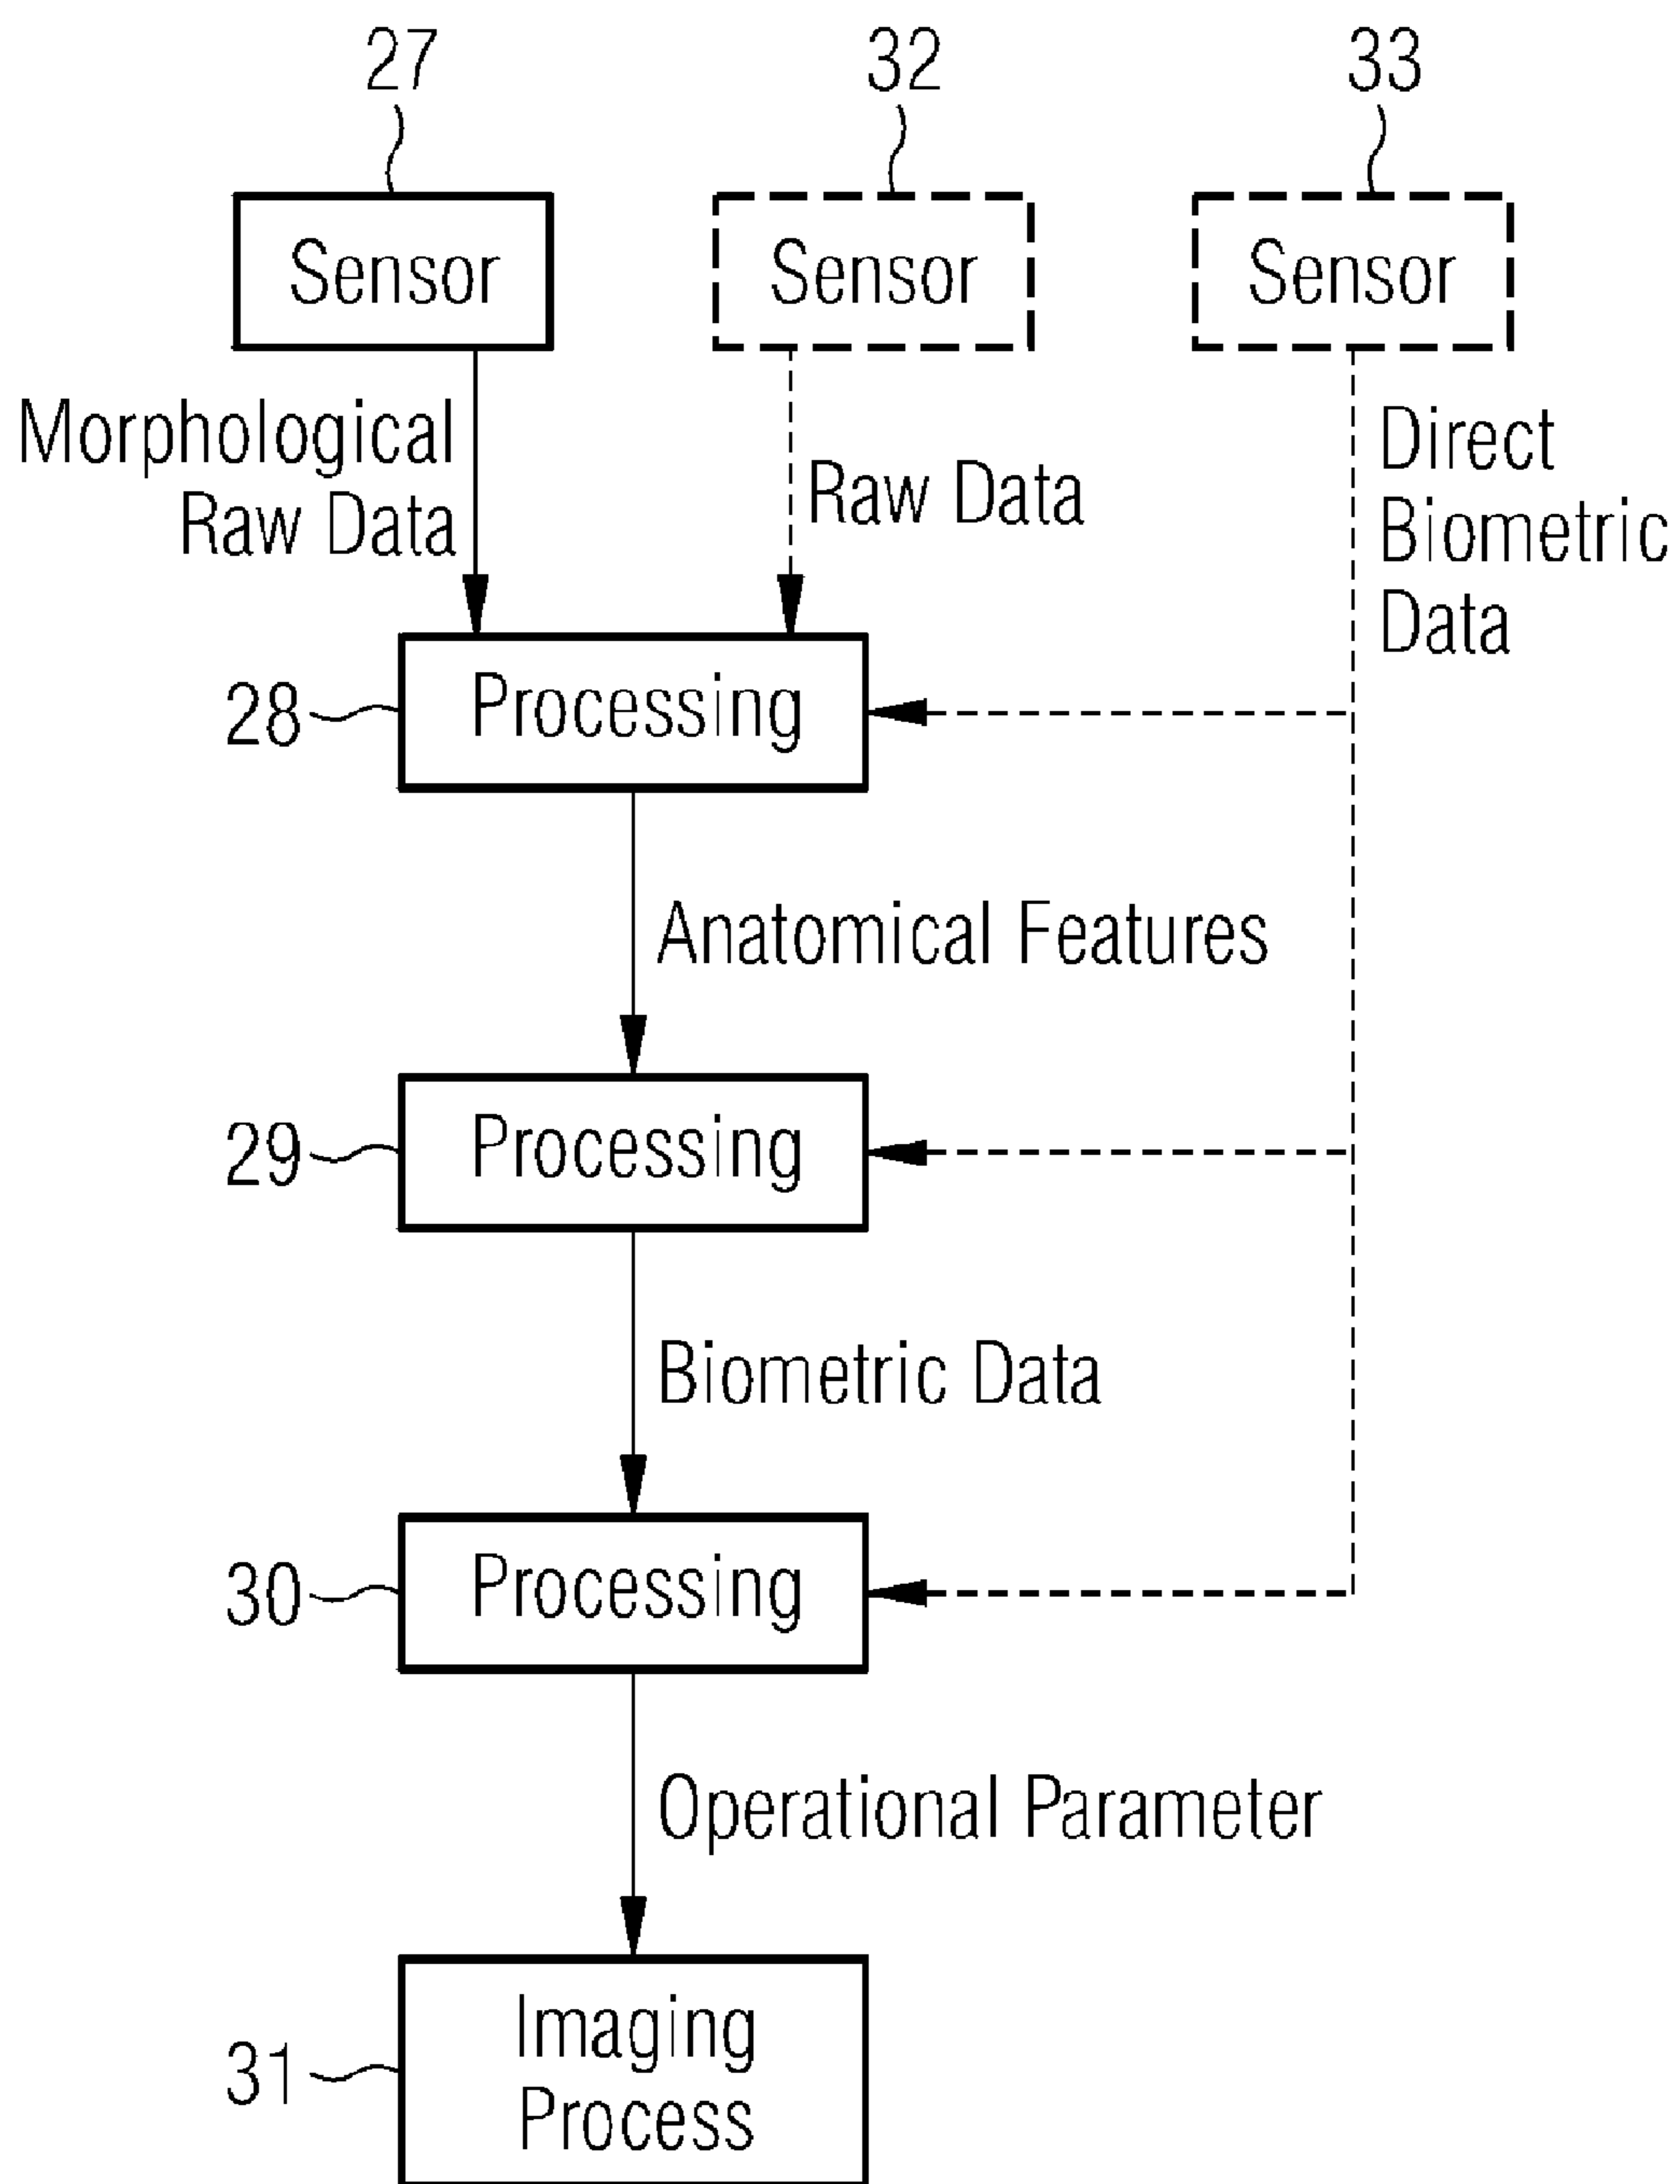 27
32
33
Sensor
Sensor
Sensor
Morphological
Raw Data
Raw Data
Direct
Biometric
Data
28
Processing
Anatomical Features
29
Processing
Biometric Data
30
Processing
Operational Parameter
31
Imaging
Process